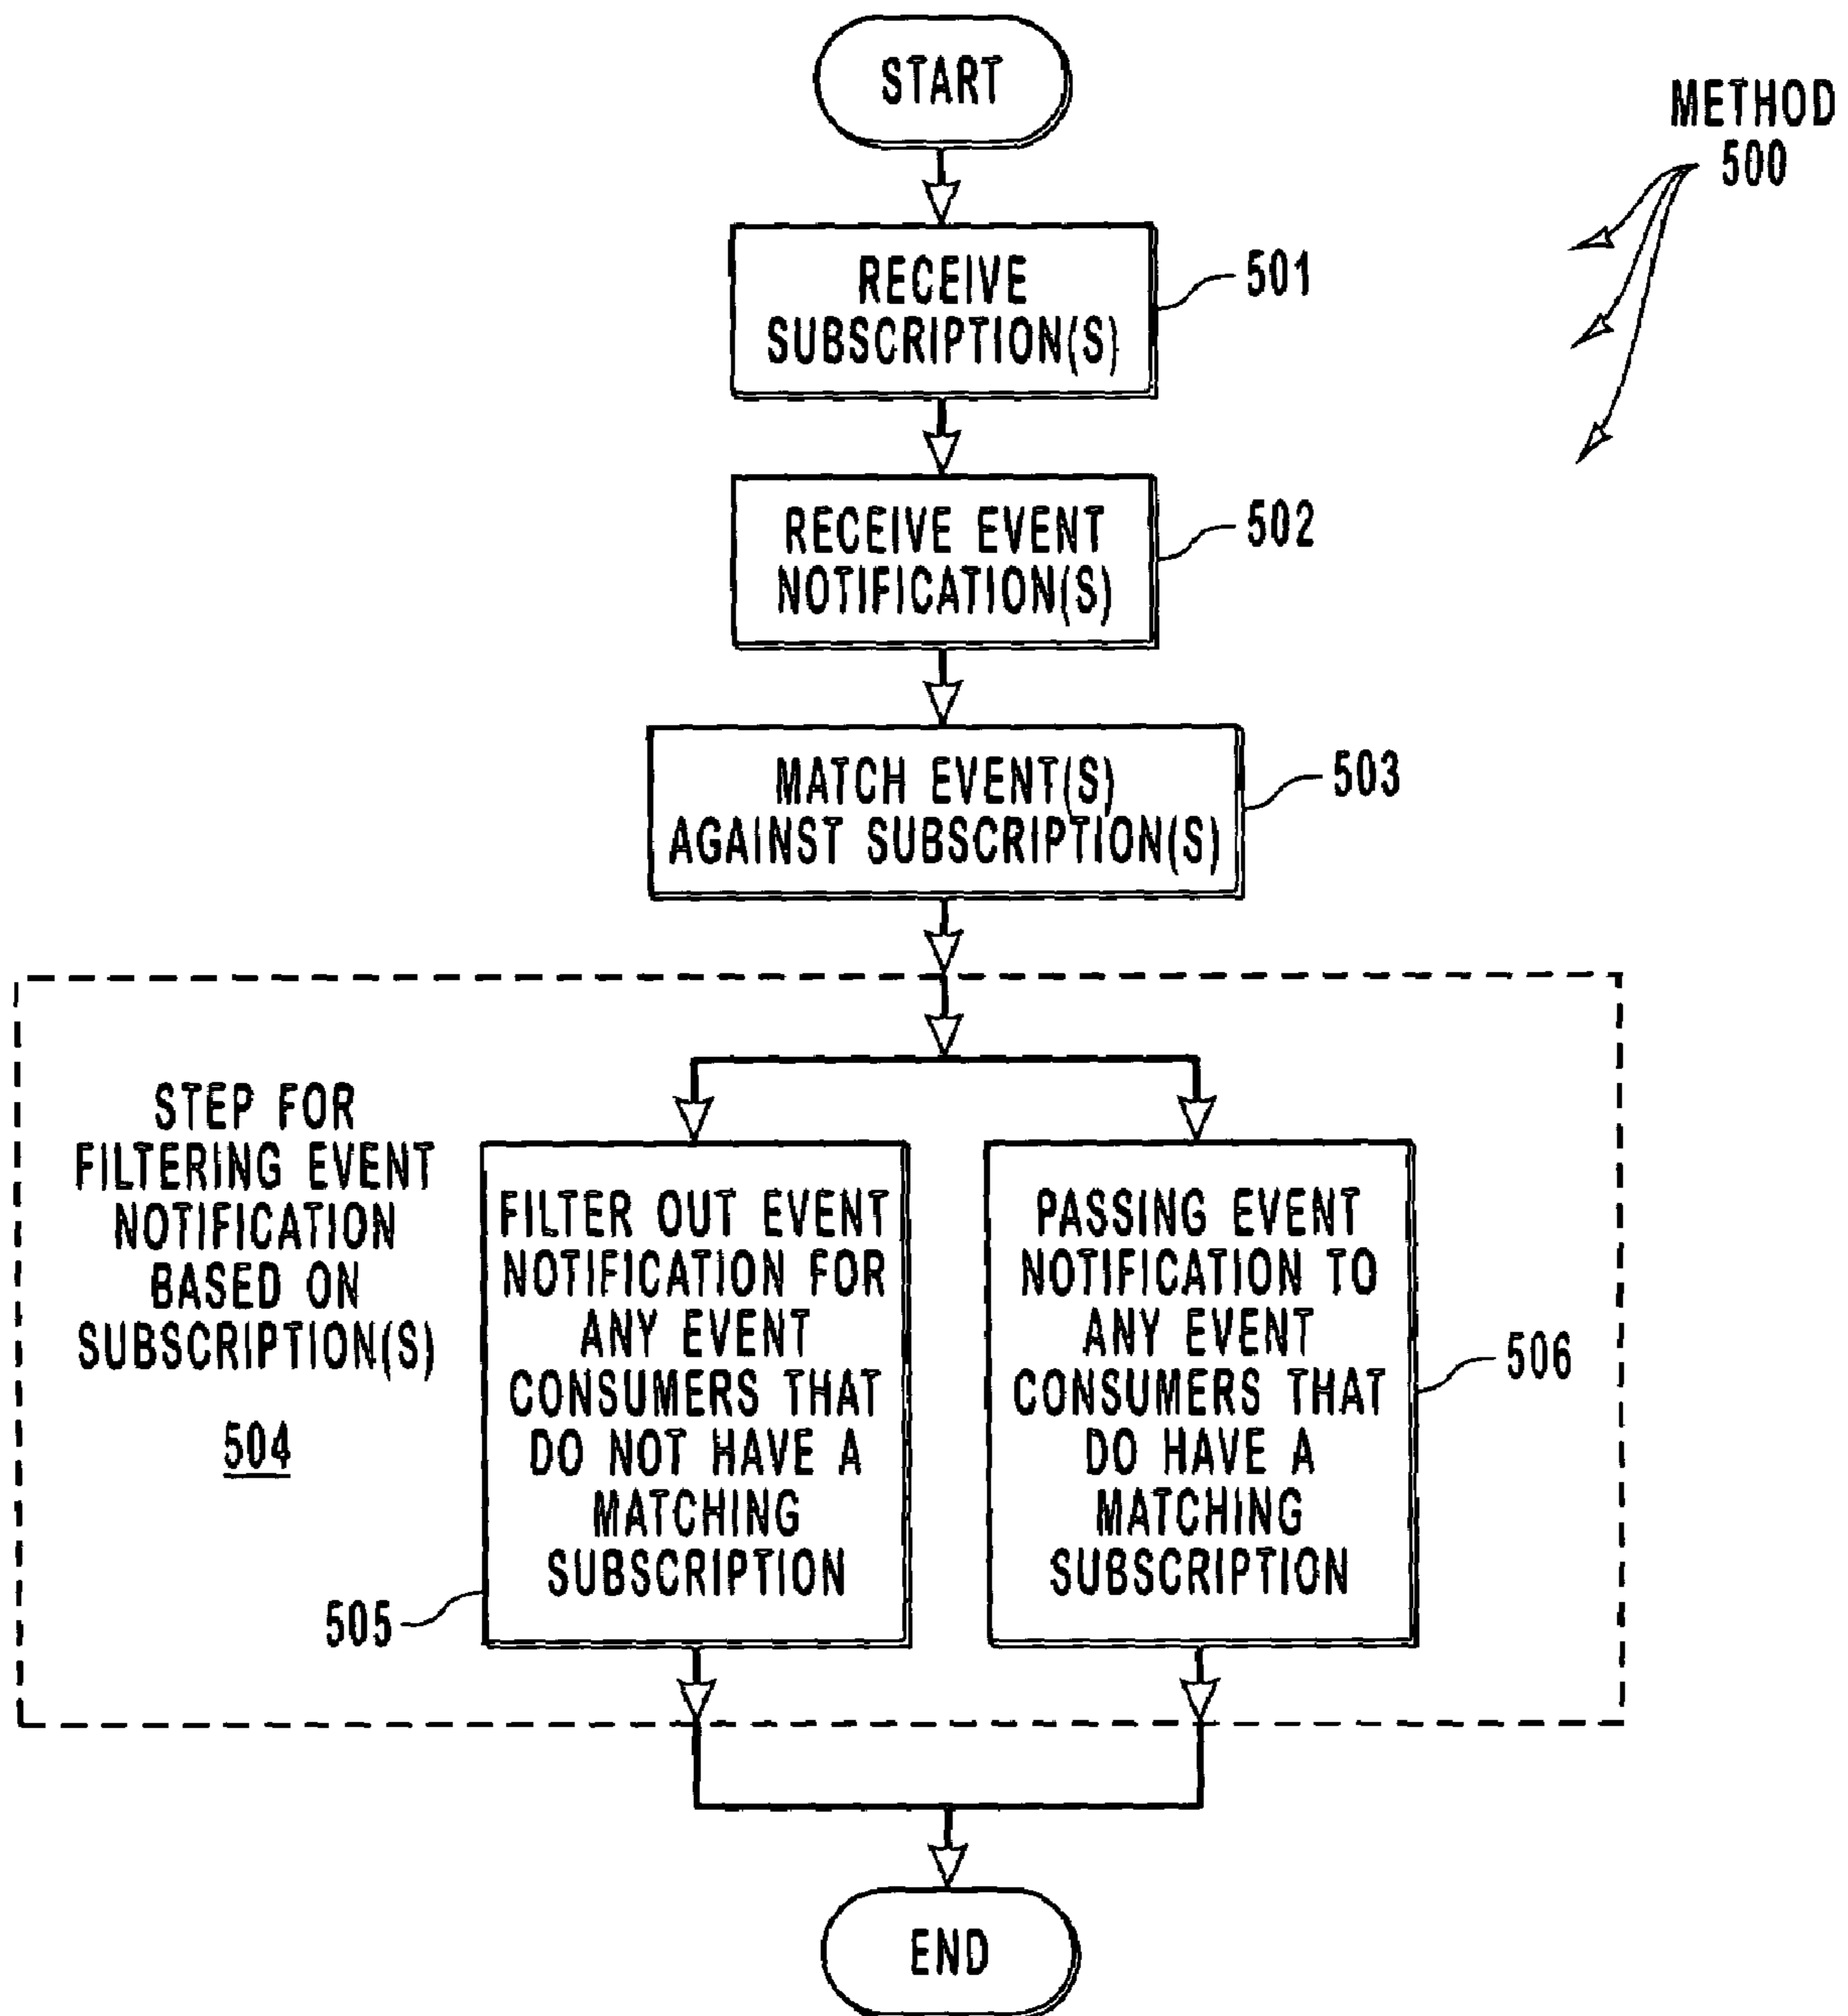 START
METHOD
500
RECEIVE
SUBSCRIPTION(S)
501
RECEIVE EVENT
NOTIFICATION(S)
502
MATCH EVENT(S)
AGAINST SUBSCRIPTION(S)
503
STEP FOR
FILTERING EVENT
NOTIFICATION
BASED ON
SUBSCRIPTION(S)
504
FILTER OUT EVENT
NOTIFICATION FOR
ANY EVENT
CONSUMERS THAT
DO NOT HAVE A
MATCHING
SUBSCRIPTION
505
PASSING EVENT
NOTIFICATION TO
ANY EVENT
CONSUMERS THAT
DO HAVE A
MATCHING
SUBSCRIPTION
506
END